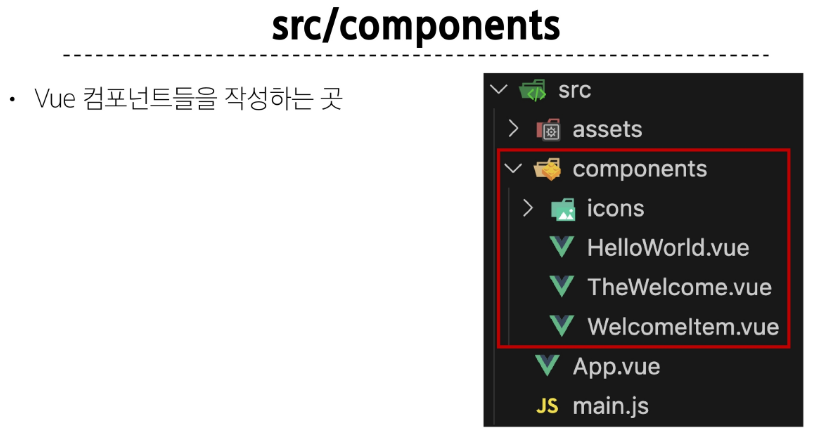 src/components
• Vue 컴포넌트들을 작성하는 곳
src
assets
components
icons
HelloWorld.vue
TheWelcome.vue
WelcomeItem.vue
App.vue
JS main.js